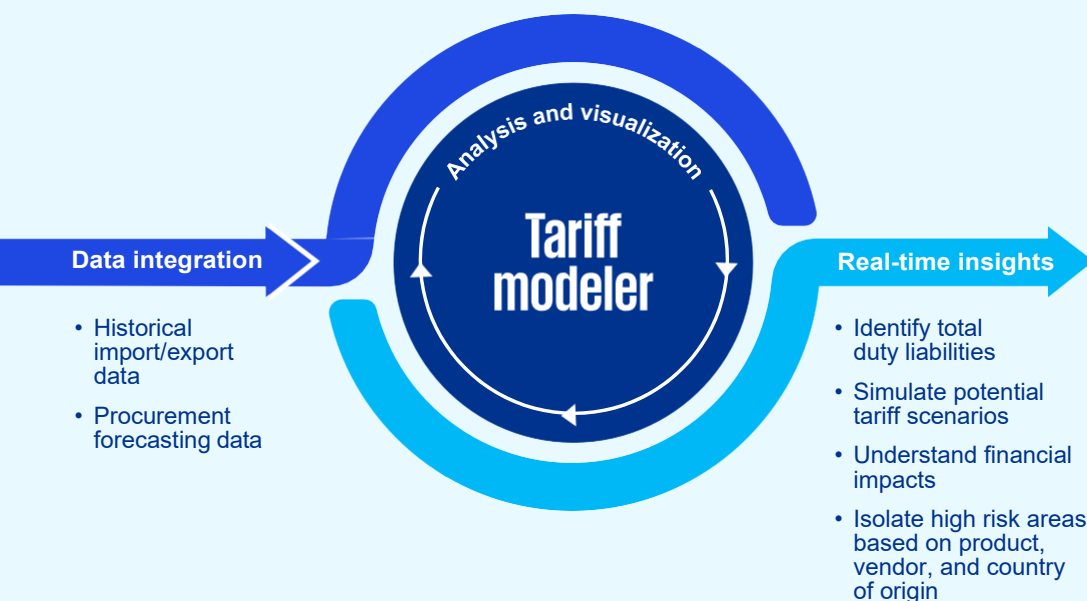 Analysis and visualization
Tariff
modeler
Data integration
• Historical
import/export
data
• Procurement
forecasting data
Real-time insights
• Identify total
duty liabilities
• Simulate potential
tariff scenarios
• Understand financial
impacts
• Isolate high risk areas
based on product,
vendor, and country
of origin